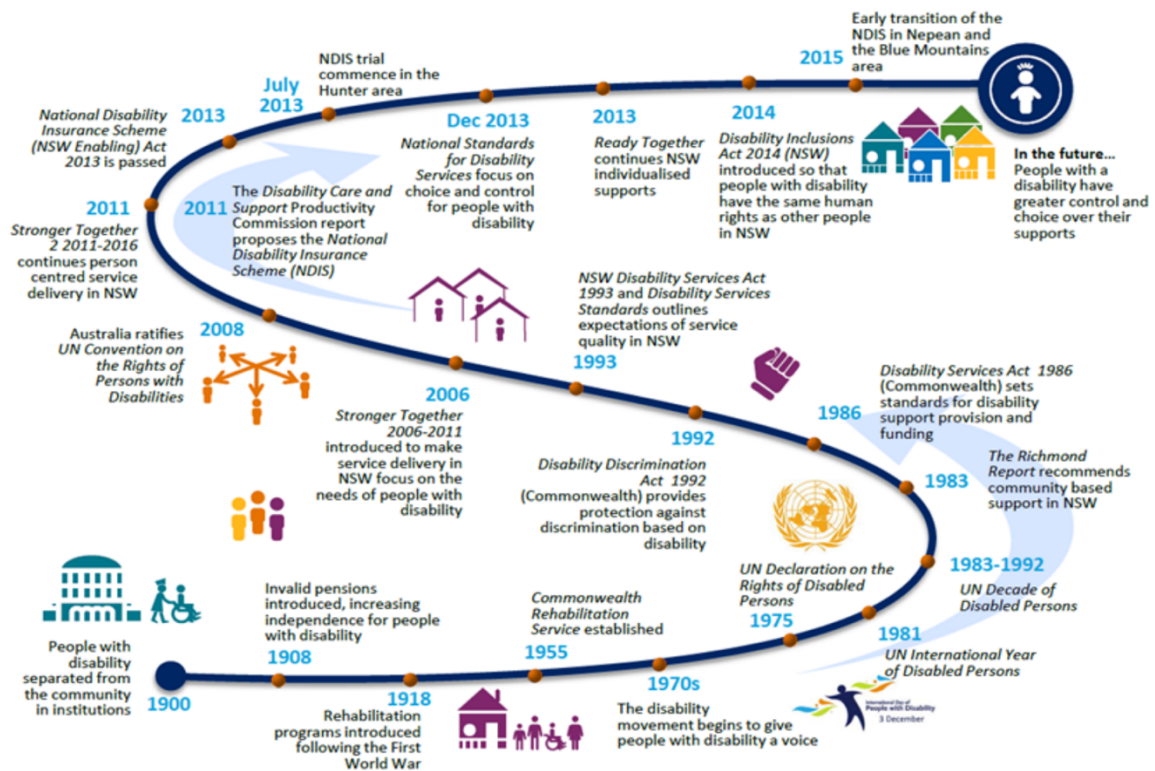 People with
disability
separated from
the community
in institutions
1900
Invalid pensions
introduced, increasing
independence for people
with disability
1908
1918
Rehabilitation
programs introduced
following the First
World War
Commonwealth
Rehabilitation
Service established
1955
1970s
The disability
movement begins to give
people with disability a voice
UN Declaration on the
Rights of Disabled
Persons
1975
1981
UN International Year
of Disabled Persons
International Day of
People with Disability
3 December
1983-1992
UN Decade of
Disabled Persons
1983
The Richmond
Report recommends
community based
support in NSW
Disability Services Act 1986
(Commonwealth) sets
standards for disability
support provision and
funding
1986
1992
Disability Discrimination
Act 1992
(Commonwealth) provides
protection against
discrimination based on
disability
NSW Disability Services Act
1993 and Disability Services
Standards outlines
expectations of service
quality in NSW
1993
2006
Stronger Together
2006-2011
introduced to make
service delivery in
NSW focus on the
needs of people with
disability
2008
Australia ratifies
UN Convention on
the Rights of
Persons with
Disabilities
2011
Stronger Together
2 2011-2016
continues person
centred service
delivery in NSW
2011
The Disability Care and
Support Productivity
Commission report
proposes the National
Disability Insurance
Scheme (NDIS)
National Disability
Insurance Scheme
(NSW Enabling) Act
2013 is passed
2013
July
2013
NDIS trial
commence in the
Hunter area
Dec 2013
National Standards
for Disability
Services focus on
choice and control
for people with
disability
2013
Ready Together
continues NSW
individualised
supports
2014
Disability Inclusions
Act 2014 (NSW)
introduced so that
people with disability
have the same human
rights as other people
in NSW
2015
Early transition of the
NDIS in Nepean and
the Blue Mountains
area
In the future...
People with a
disability have
greater control and
choice over their
supports